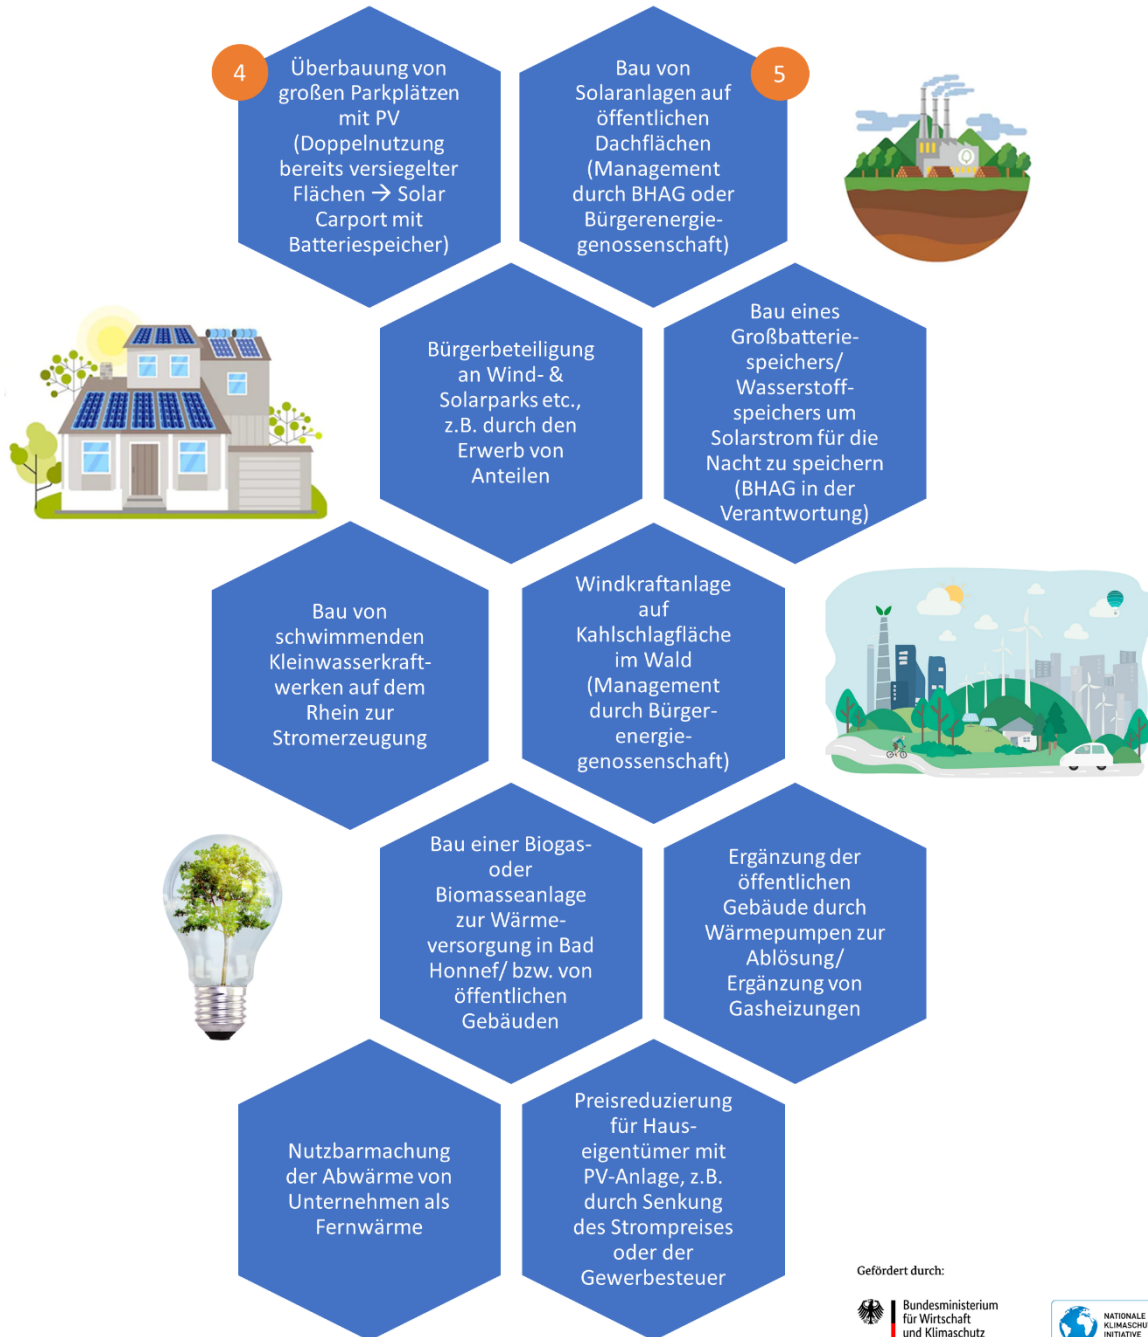 4
Überbauung von
großen Parkplätzen
mit PV
(Doppelnutzung
bereits versiegelter
Flächen → Solar
Carport mit
Batteriespeicher)
Bau von
Solaranlagen auf
öffentlichen
Dachflächen
(Management
durch BHAG oder
Bürgerenergie-
genossenschaft)
5
Bürgerbeteiligung
an Wind- &
Solarparks etc.,
z.B. durch den
Erwerb von
Anteilen
Bau eines
Großbatterie-
speichers/
Wasserstoff-
speichers um
Solarstrom für die
Nacht zu speichern
(BHAG in der
Verantwortung)
Bau von
schwimmenden
Kleinwasserkraft-
werken auf dem
Rhein zur
Stromerzeugung
Windkraftanlage
auf
Kahlschlagfläche
im Wald
(Management
durch Bürger-
energie-
genossenschaft)
Bau einer Biogas-
oder
Biomasseanlage
zur Wärme-
versorgung in Bad
Honnef/ bzw. von
öffentlichen
Gebäuden
Ergänzung der
öffentlichen
Gebäude durch
Wärmepumpen zur
Ablösung/
Ergänzung von
Gasheizungen
Nutzbarmachung
der Abwärme von
Unternehmen als
Fernwärme
Preisreduzierung
für Haus-
eigentümer mit
PV-Anlage, z.B.
durch Senkung
des Strompreises
oder der
Gewerbesteuer
Gefördert durch:
Bundesministerium
für Wirtschaft
und Klimaschutz
NATIONALE
KLIMASCHU
INITIATIVE